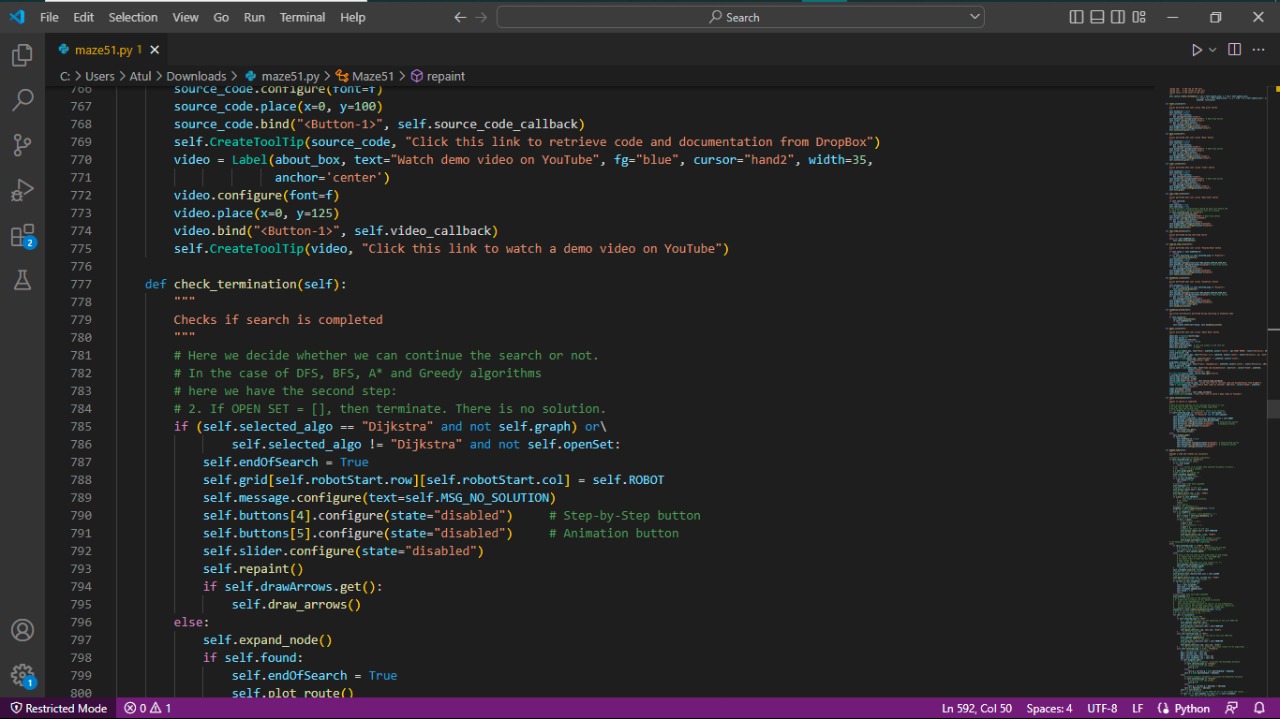 File Edit Selection View Go Run Terminal Help Search
maze51.py 1
C: > Users > Atul > Downloads > maze51.py > Maze51 > repaint
766 source_code.configure(font=f)
767 source_code.place(x=0, y=100)
768 source_code.bind("<Button-1>", self.source_code_callback)
769 self.CreateToolTip(source_code, "Click this link to retrieve code and documentation from DropBox")
770 video = Label(about_box, text="Watch demo video on YouTube", fg="blue", cursor="hand2", width=35,
771 anchor='center')
772 video.configure(font=f)
773 video.place(x=0, y=125)
774 video.bind("<Button-1>", self.video_callback)
775 self.CreateToolTip(video, "Click this link to watch a demo video on YouTube")
776
777 def check_termination(self):
778 """
779 Checks if search is completed
780 """
781 # Here we decide whether we can continue the search or not.
782 # In the case of DFS, BFS, A* and Greedy algorithms
783 # here we have the second step:
784 # 2. If OPEN SET = [], then terminate. There is no solution.
785 if (self.selected_algo == "Dijkstra" and not self.graph) or\
786 self.selected_algo != "Dijkstra" and not self.openSet:
787 self.endOfSearch = True
788 self.grid[self.robotStart.row][self.robotStart.col] = self.ROBOT
789 self.message.configure(text=self.MSG_NO_SOLUTION)
790 self.buttons[4].configure(state="disabled") # Step-by-Step button
791 self.buttons[5].configure(state="disabled") # Animation button
792 self.slider.configure(state="disabled")
793 self.repaint()
794 if self.drawArrows.get():
795 self.draw_arrows()
796 else:
797 self.expand_node()
798 if self.found:
799 self.endOfSearch = True
800 self.plot_route()
2
1
Restricted Mode 0 1 Ln 592, Col 50 Spaces: 4 UTF-8 LF Python